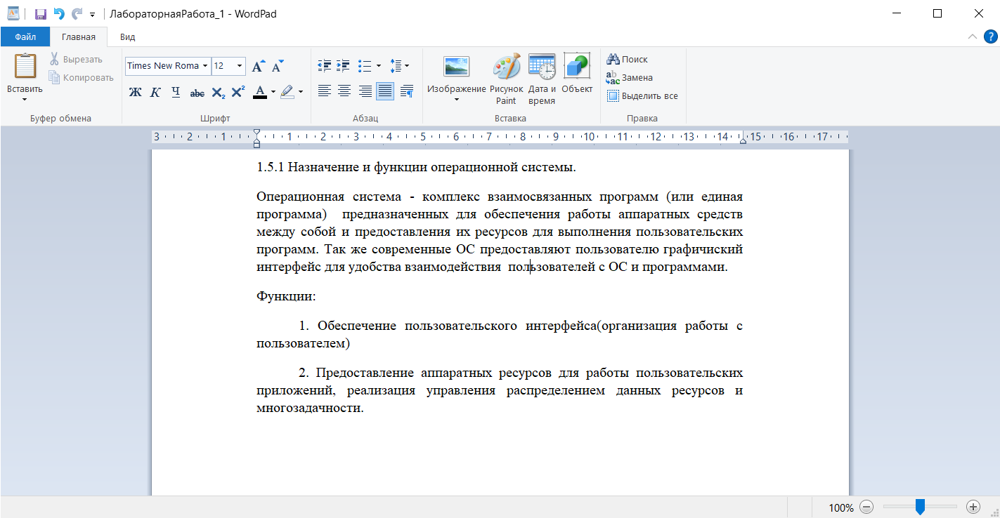 ЛабораторнаяРабота_1 - WordPad
Файл Главная Вид
Вставить
Вырезать
Копировать
Буфер обмена
Times New Roma 12
Ж К Ч abc X₂ X² A
Шрифт
Абзац
Изображение
Рисунок Paint
Дата и время
Объект
Вставка
Поиск
Замена
Выделить все
Правка
3 2 1 1 2 3 4 5 6 7 8 9 10 11 12 13 14 15 16 17
1.5.1 Назначение и функции операционной системы.
Операционная система - комплекс взаимосвязанных программ (или единая
программа)  предназначенных для обеспечения работы аппаратных средств
между собой и предоставления их ресурсов для выполнения пользовательских
программ. Так же современные ОС предоставляют пользователю графичиский
интерфейс для удобства взаимодействия  пользователей с ОС и программами.
Функции:
1. Обеспечение пользовательского интерфейса(организация работы с
пользователем)
2. Предоставление аппаратных ресурсов для работы пользовательских
приложений, реализация управления распределением данных ресурсов и
многозадачности.
100%